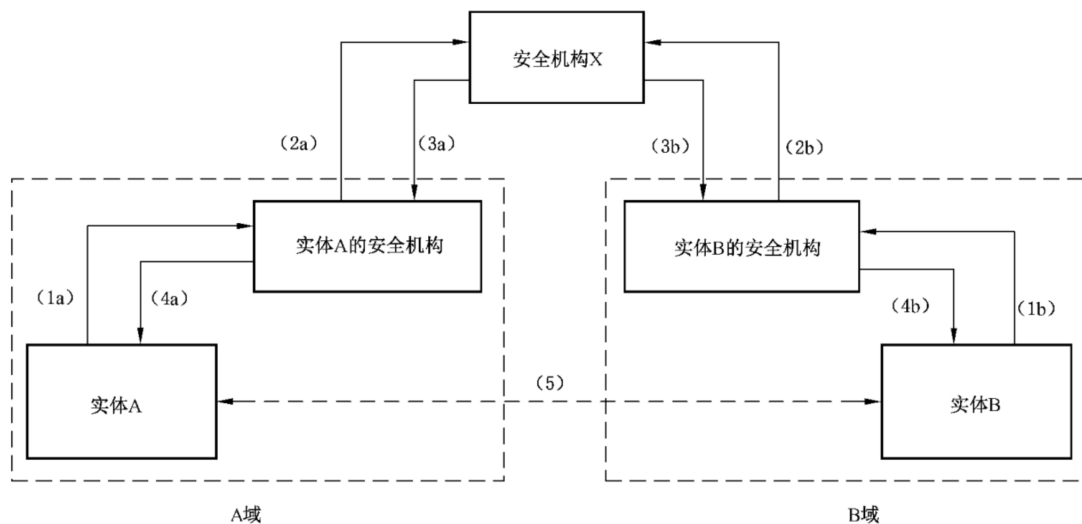 安全机构X
（2a）
（3a）
（3b）
（2b）
实体A的安全机构
实体B的安全机构
（1a）
（4a）
（4b）
（1b）
实体A
（5）
实体B
A域
B域